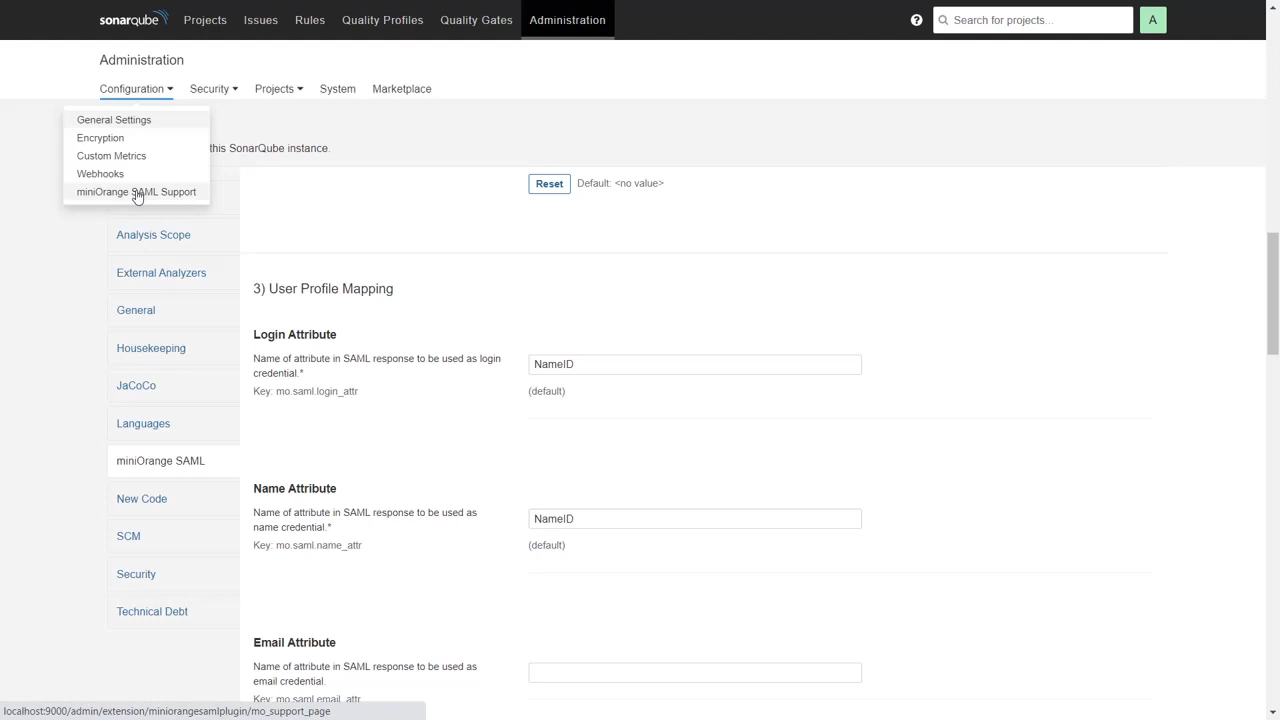 sonarqube
Projects
Issues
Rules
Quality Profiles
Quality Gates
Administration
?
Search for projects...
A
Administration
Configuration
Security
Projects
System
Marketplace
General Settings
Encryption
Custom Metrics
Webhooks
miniOrange SAML Support
this SonarQube instance.
Analysis Scope
External Analyzers
General
Housekeeping
JaCoCo
Languages
miniOrange SAML
New Code
SCM
Security
Technical Debt
Reset
Default: <no value>
3) User Profile Mapping
Login Attribute
Name of attribute in SAML response to be used as login
credential.*
Key: mo.saml.login_attr
NameID
(default)
Name Attribute
Name of attribute in SAML response to be used as
name credential.*
Key: mo.saml.name_attr
NameID
(default)
Email Attribute
Name of attribute in SAML response to be used as
email credential.
Key: mo.saml.email_attr
localhost:9000/admin/extension/miniorangesamlplugin/mo_support_page